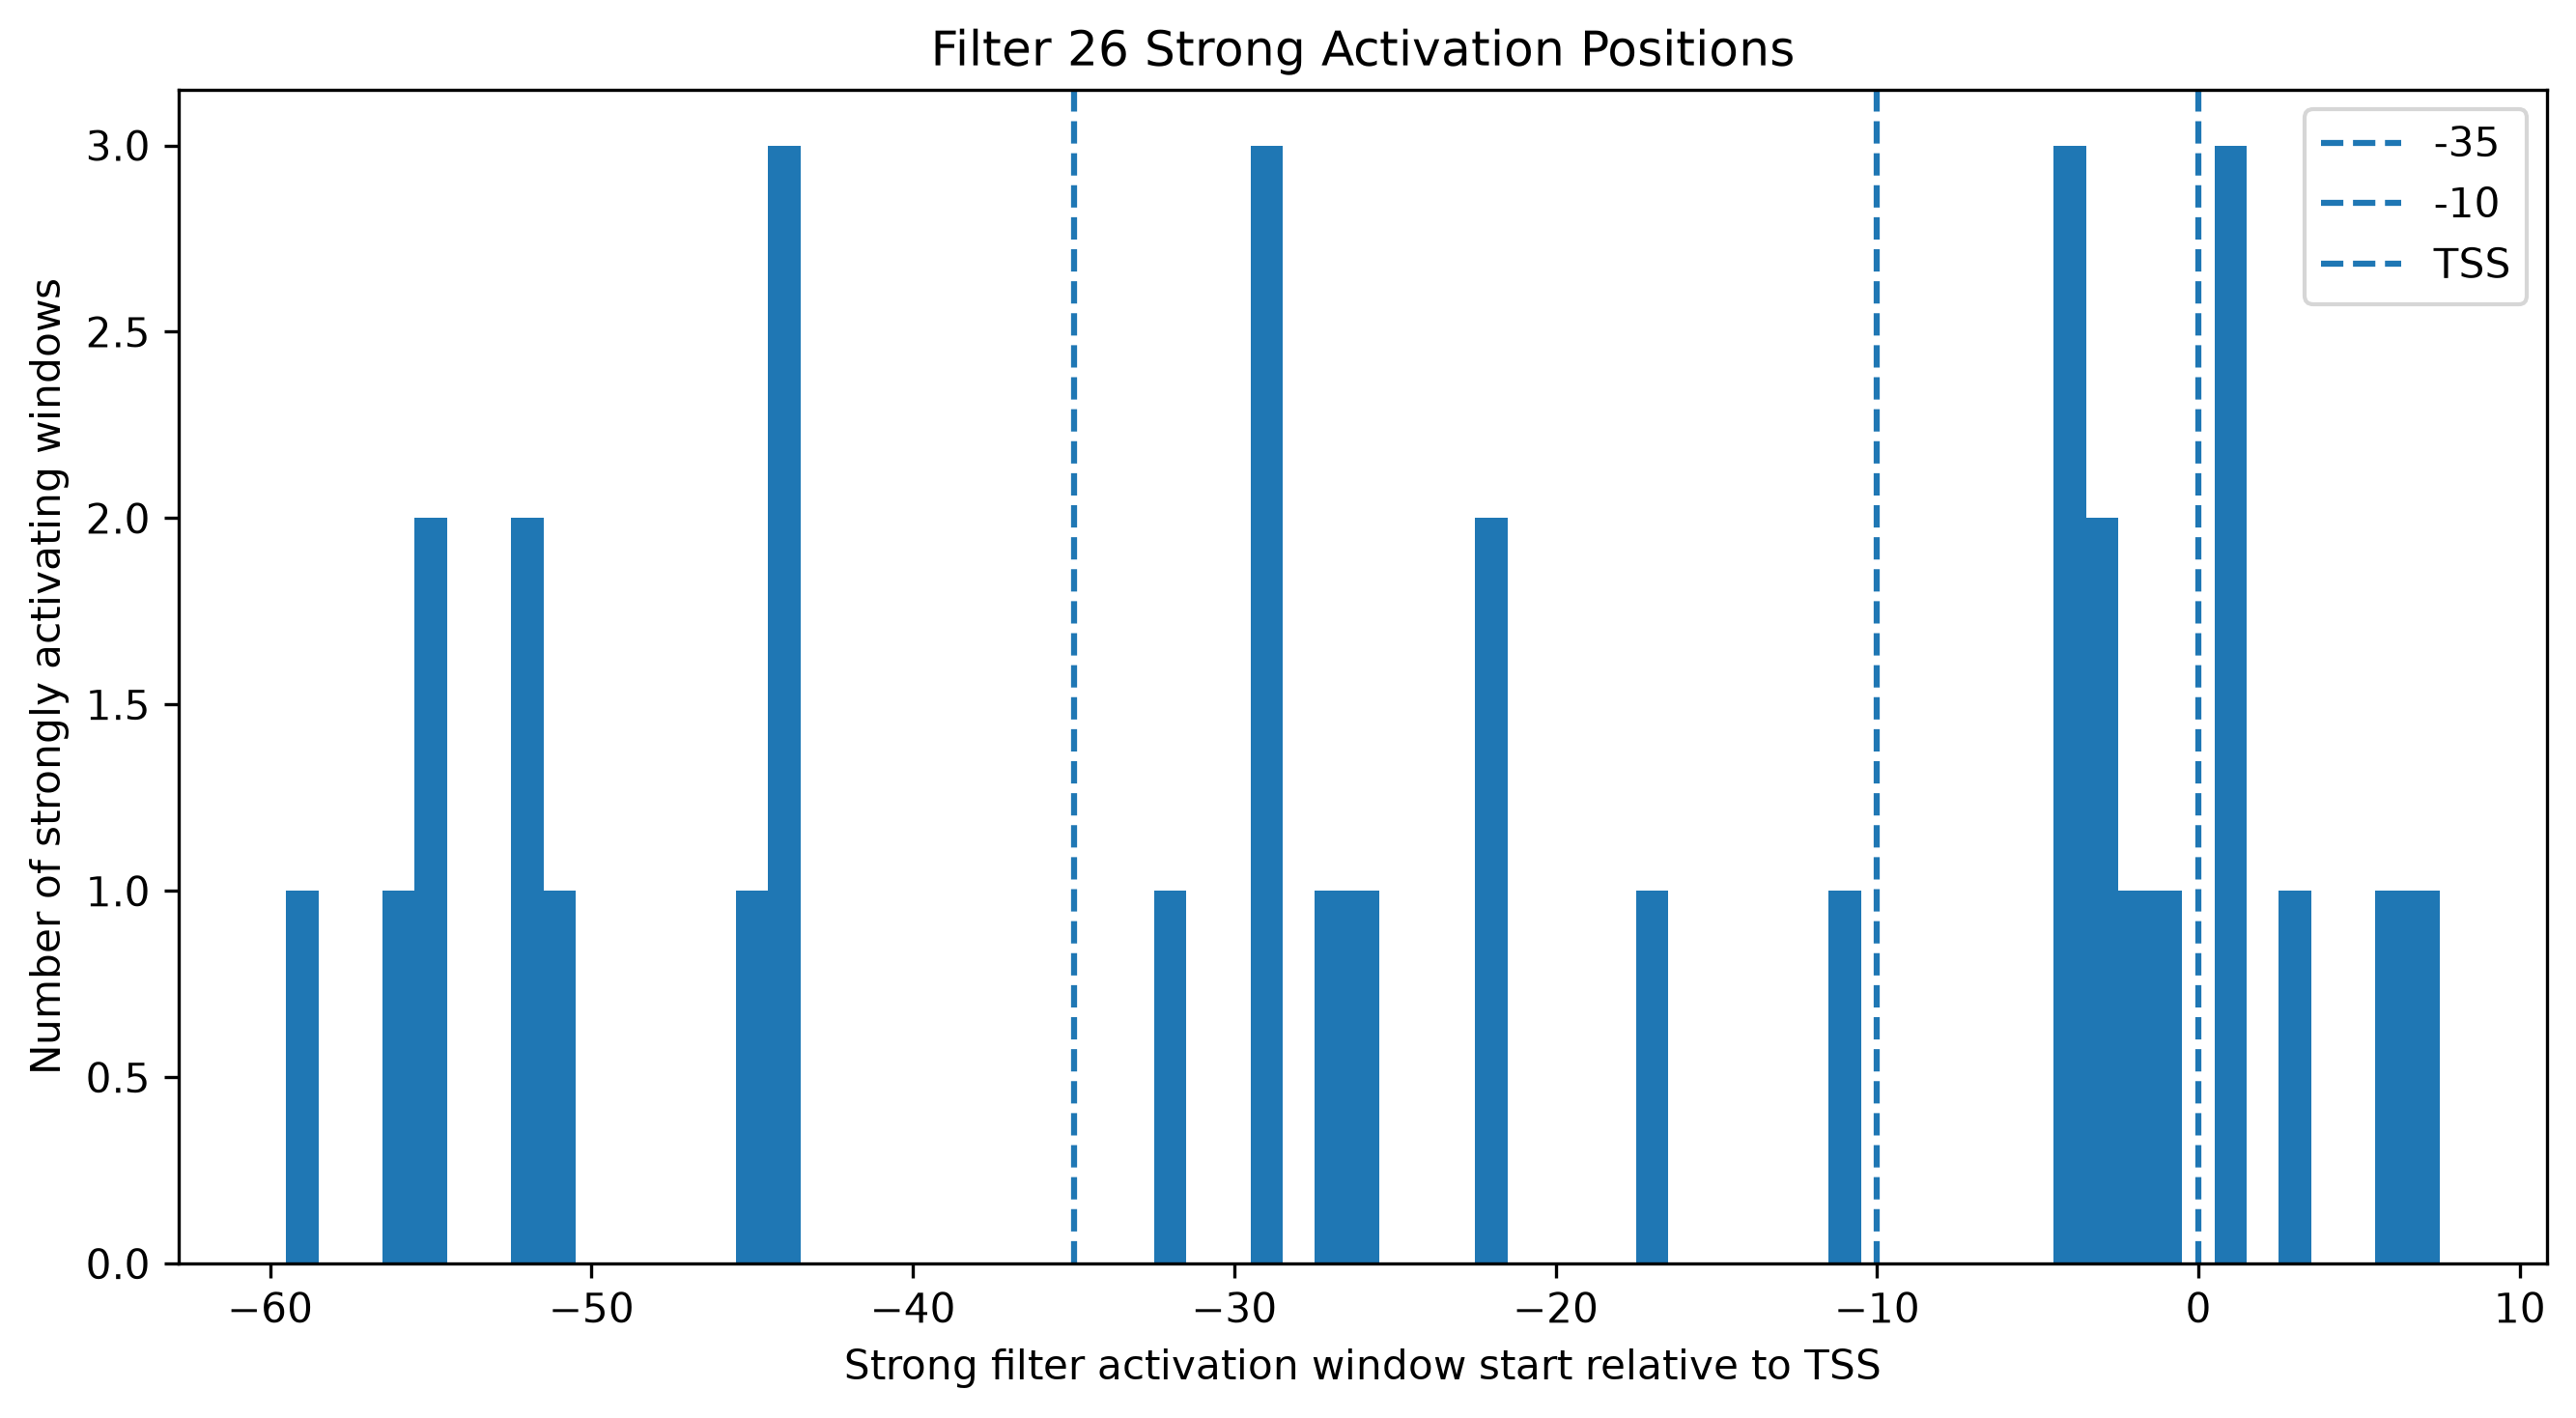 Filter 26 Strong Activation Positions
Number of strongly activating windows
3.0
2.5
2.0
1.5
1.0
0.5
0.0
-35
-10
TSS
−60 −50 −40 −30 −20 −10 0 10
Strong filter activation window start relative to TSS